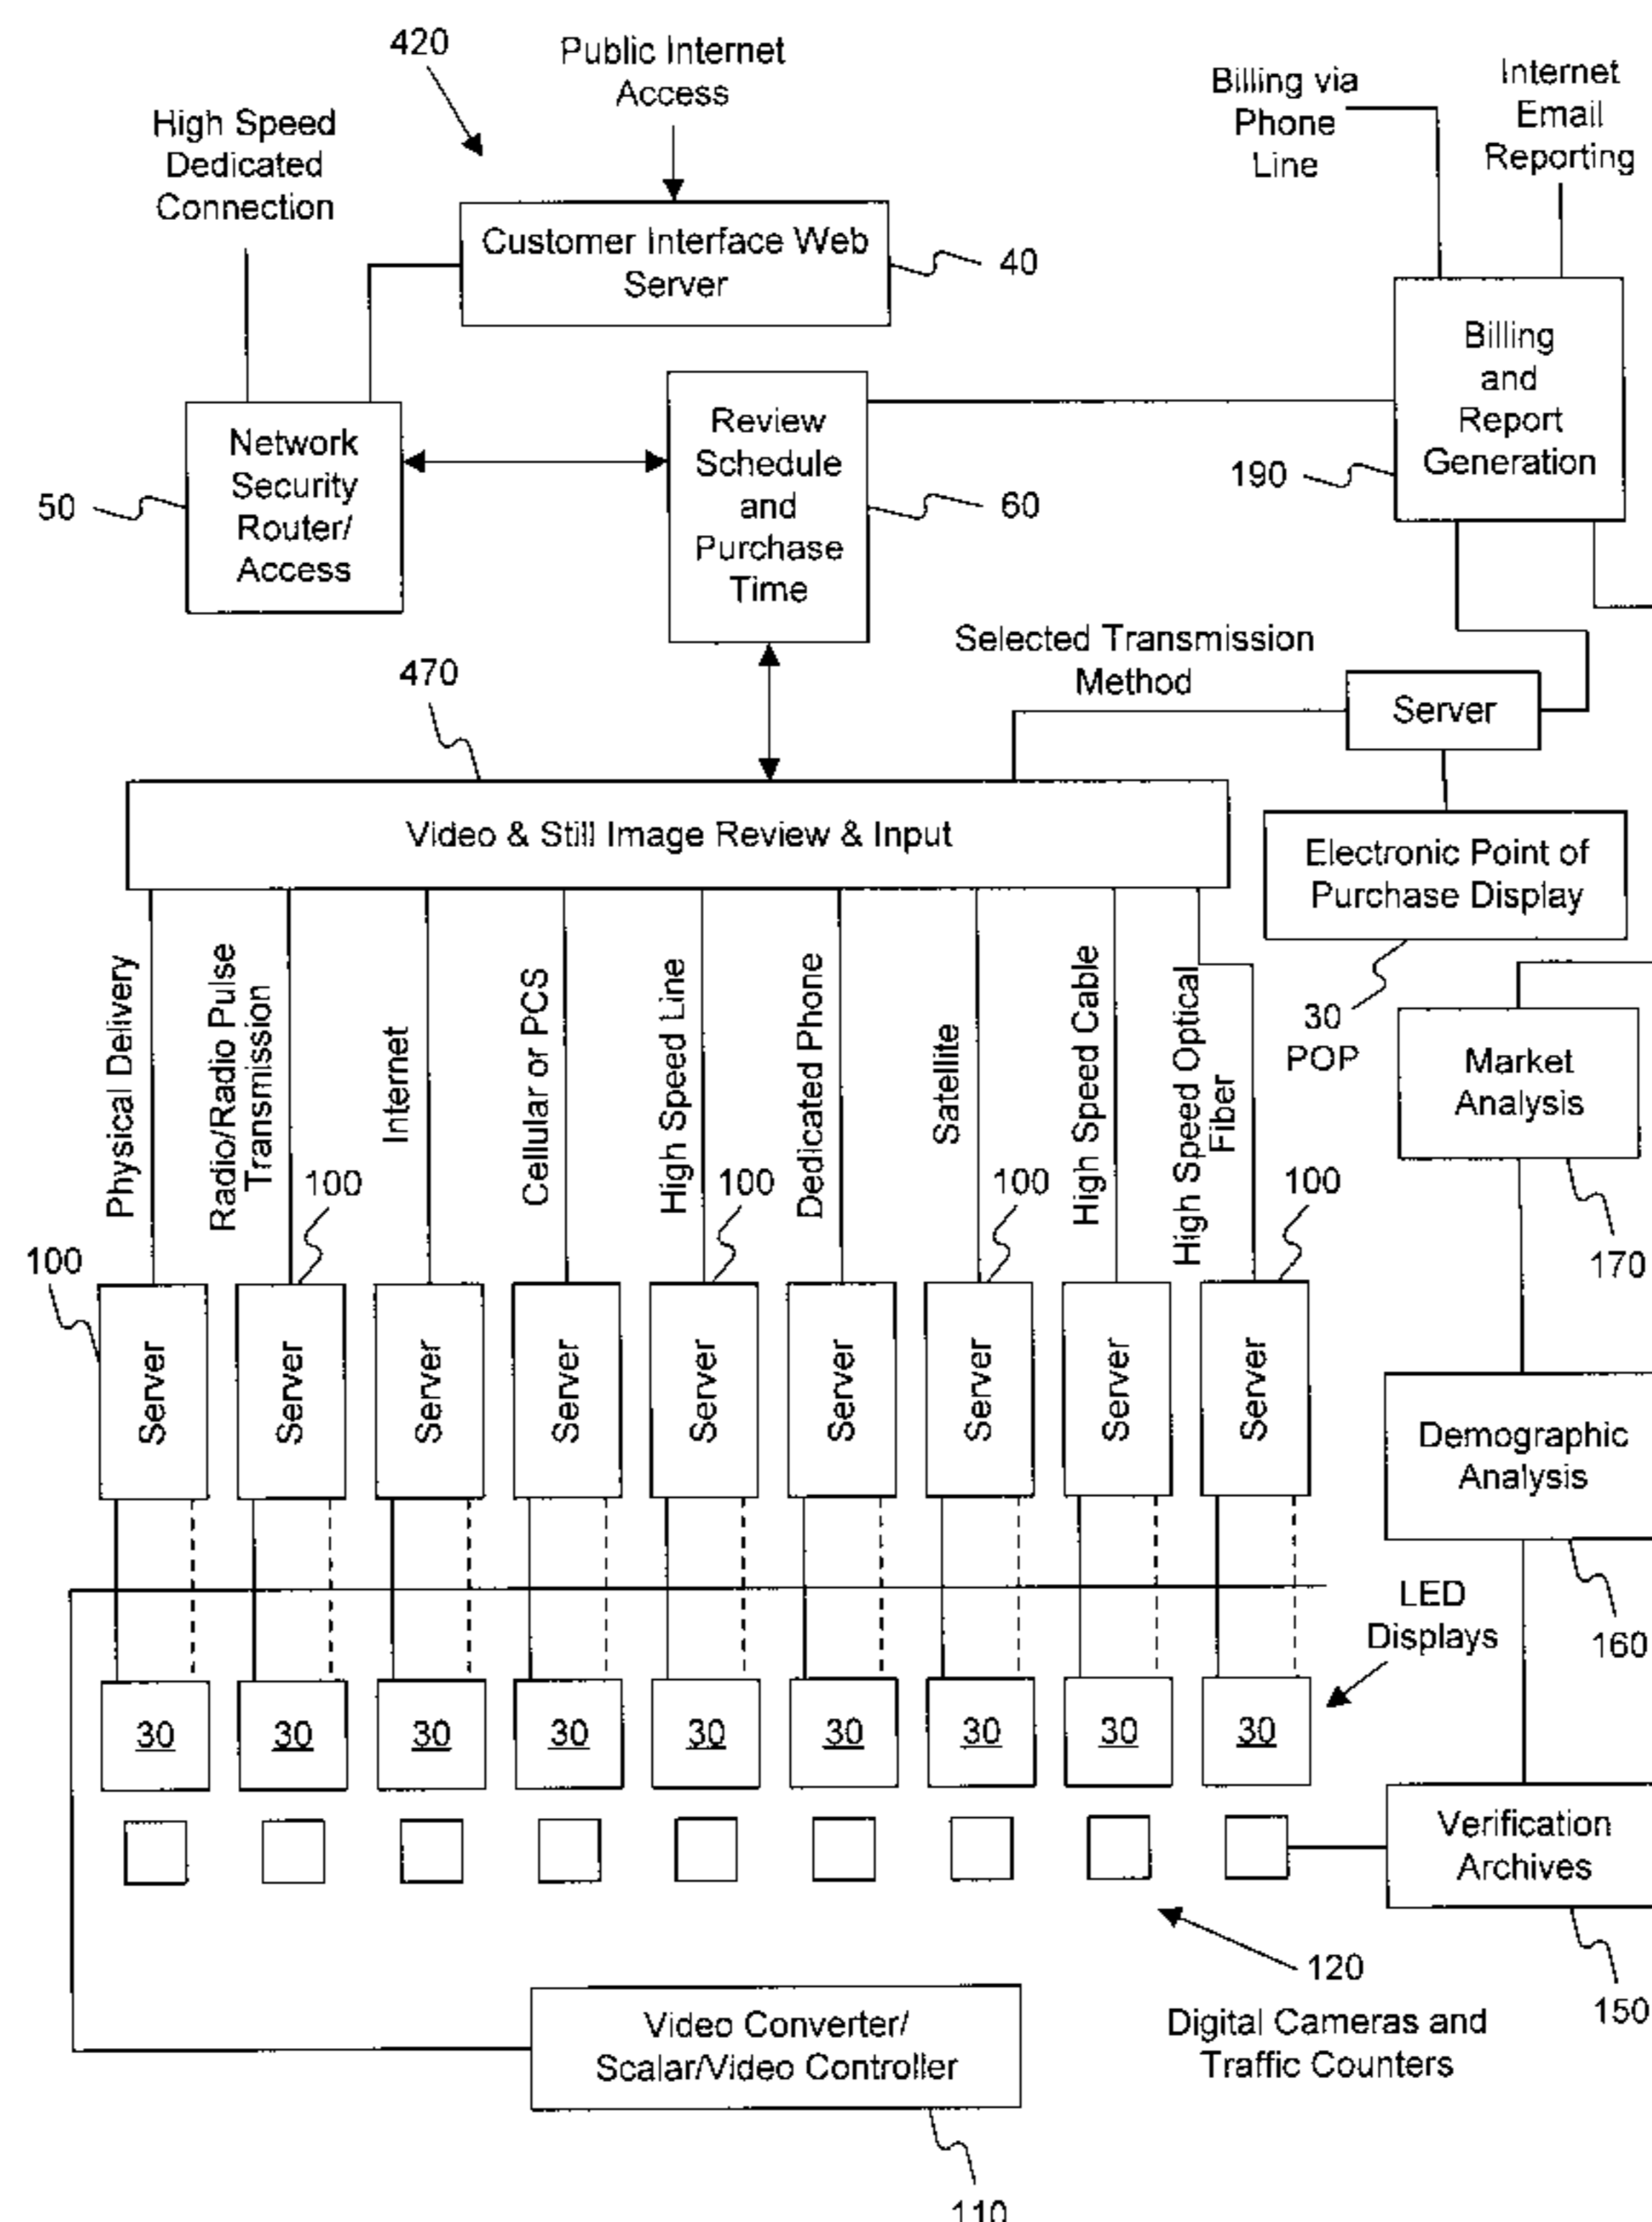 420
Public Internet
Access
High Speed
Dedicated
Connection
Billing via
Phone
Line
Internet
Email
Reporting
Customer Interface Web
Server
40
Network
Security
Router/
Access
50
Review
Schedule
and
Purchase
Time
60
Billing
and
Report
Generation
190
Selected Transmission
Method
Server
470
Video & Still Image Review & Input
Electronic Point of
Purchase Display
30
POP
Physical Delivery
Radio/Radio Pulse
Transmission
Internet
Cellular or PCS
High Speed Line
Dedicated Phone
Satellite
High Speed Cable
High Speed Optical
Fiber
Market
Analysis
170
100
100
100
100
100
Server
Server
Server
Server
Server
Server
Server
Server
Server
Demographic
Analysis
160
LED
Displays
30
30
30
30
30
30
30
30
30
Verification
Archives
150
120
Digital Cameras and
Traffic Counters
Video Converter/
Scalar/Video Controller
110